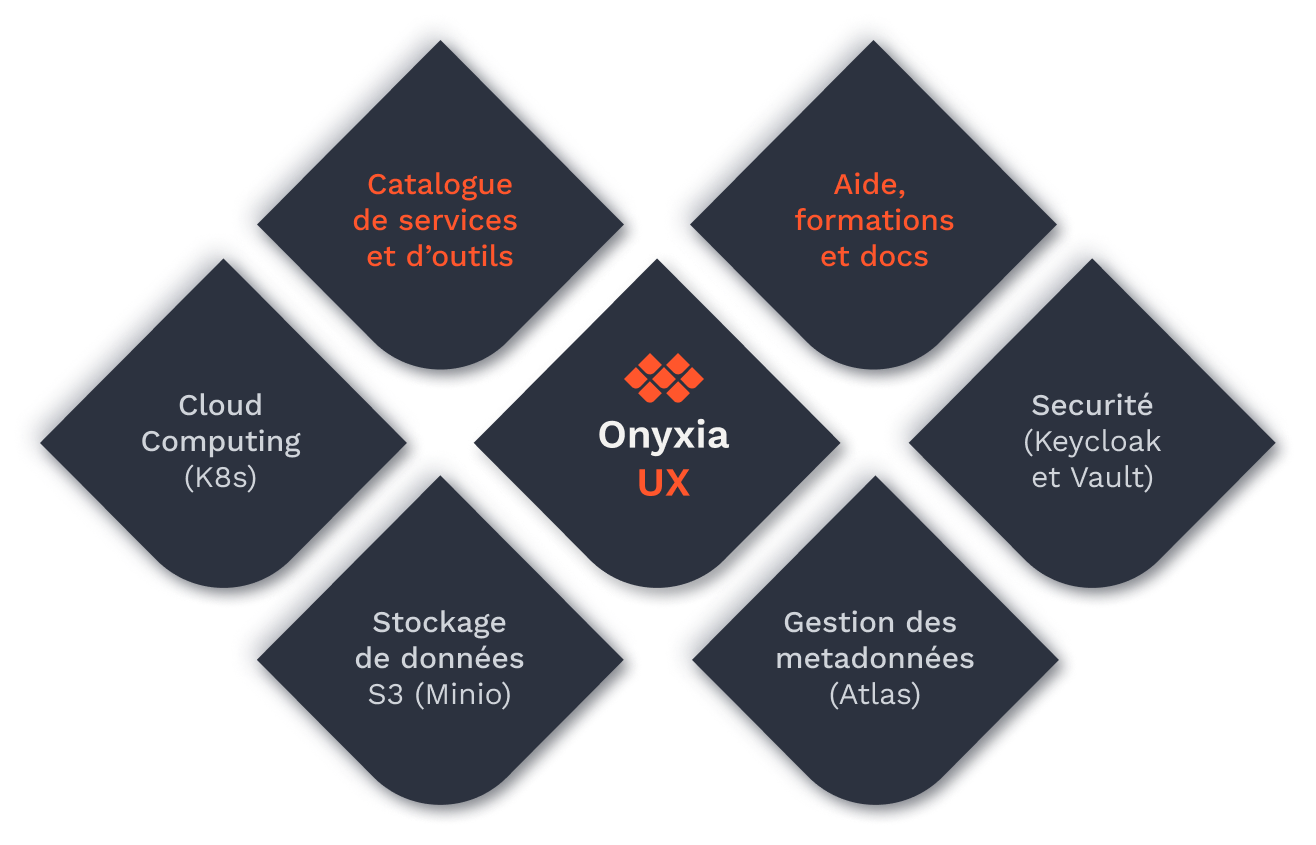 Catalogue
de services
et d’outils
Aide,
formations
et docs
Cloud
Computing
(K8s)
Onyxia
UX
Securité
(Keycloak
et Vault)
Stockage
de données
S3 (Minio)
Gestion des
metadonnées
(Atlas)